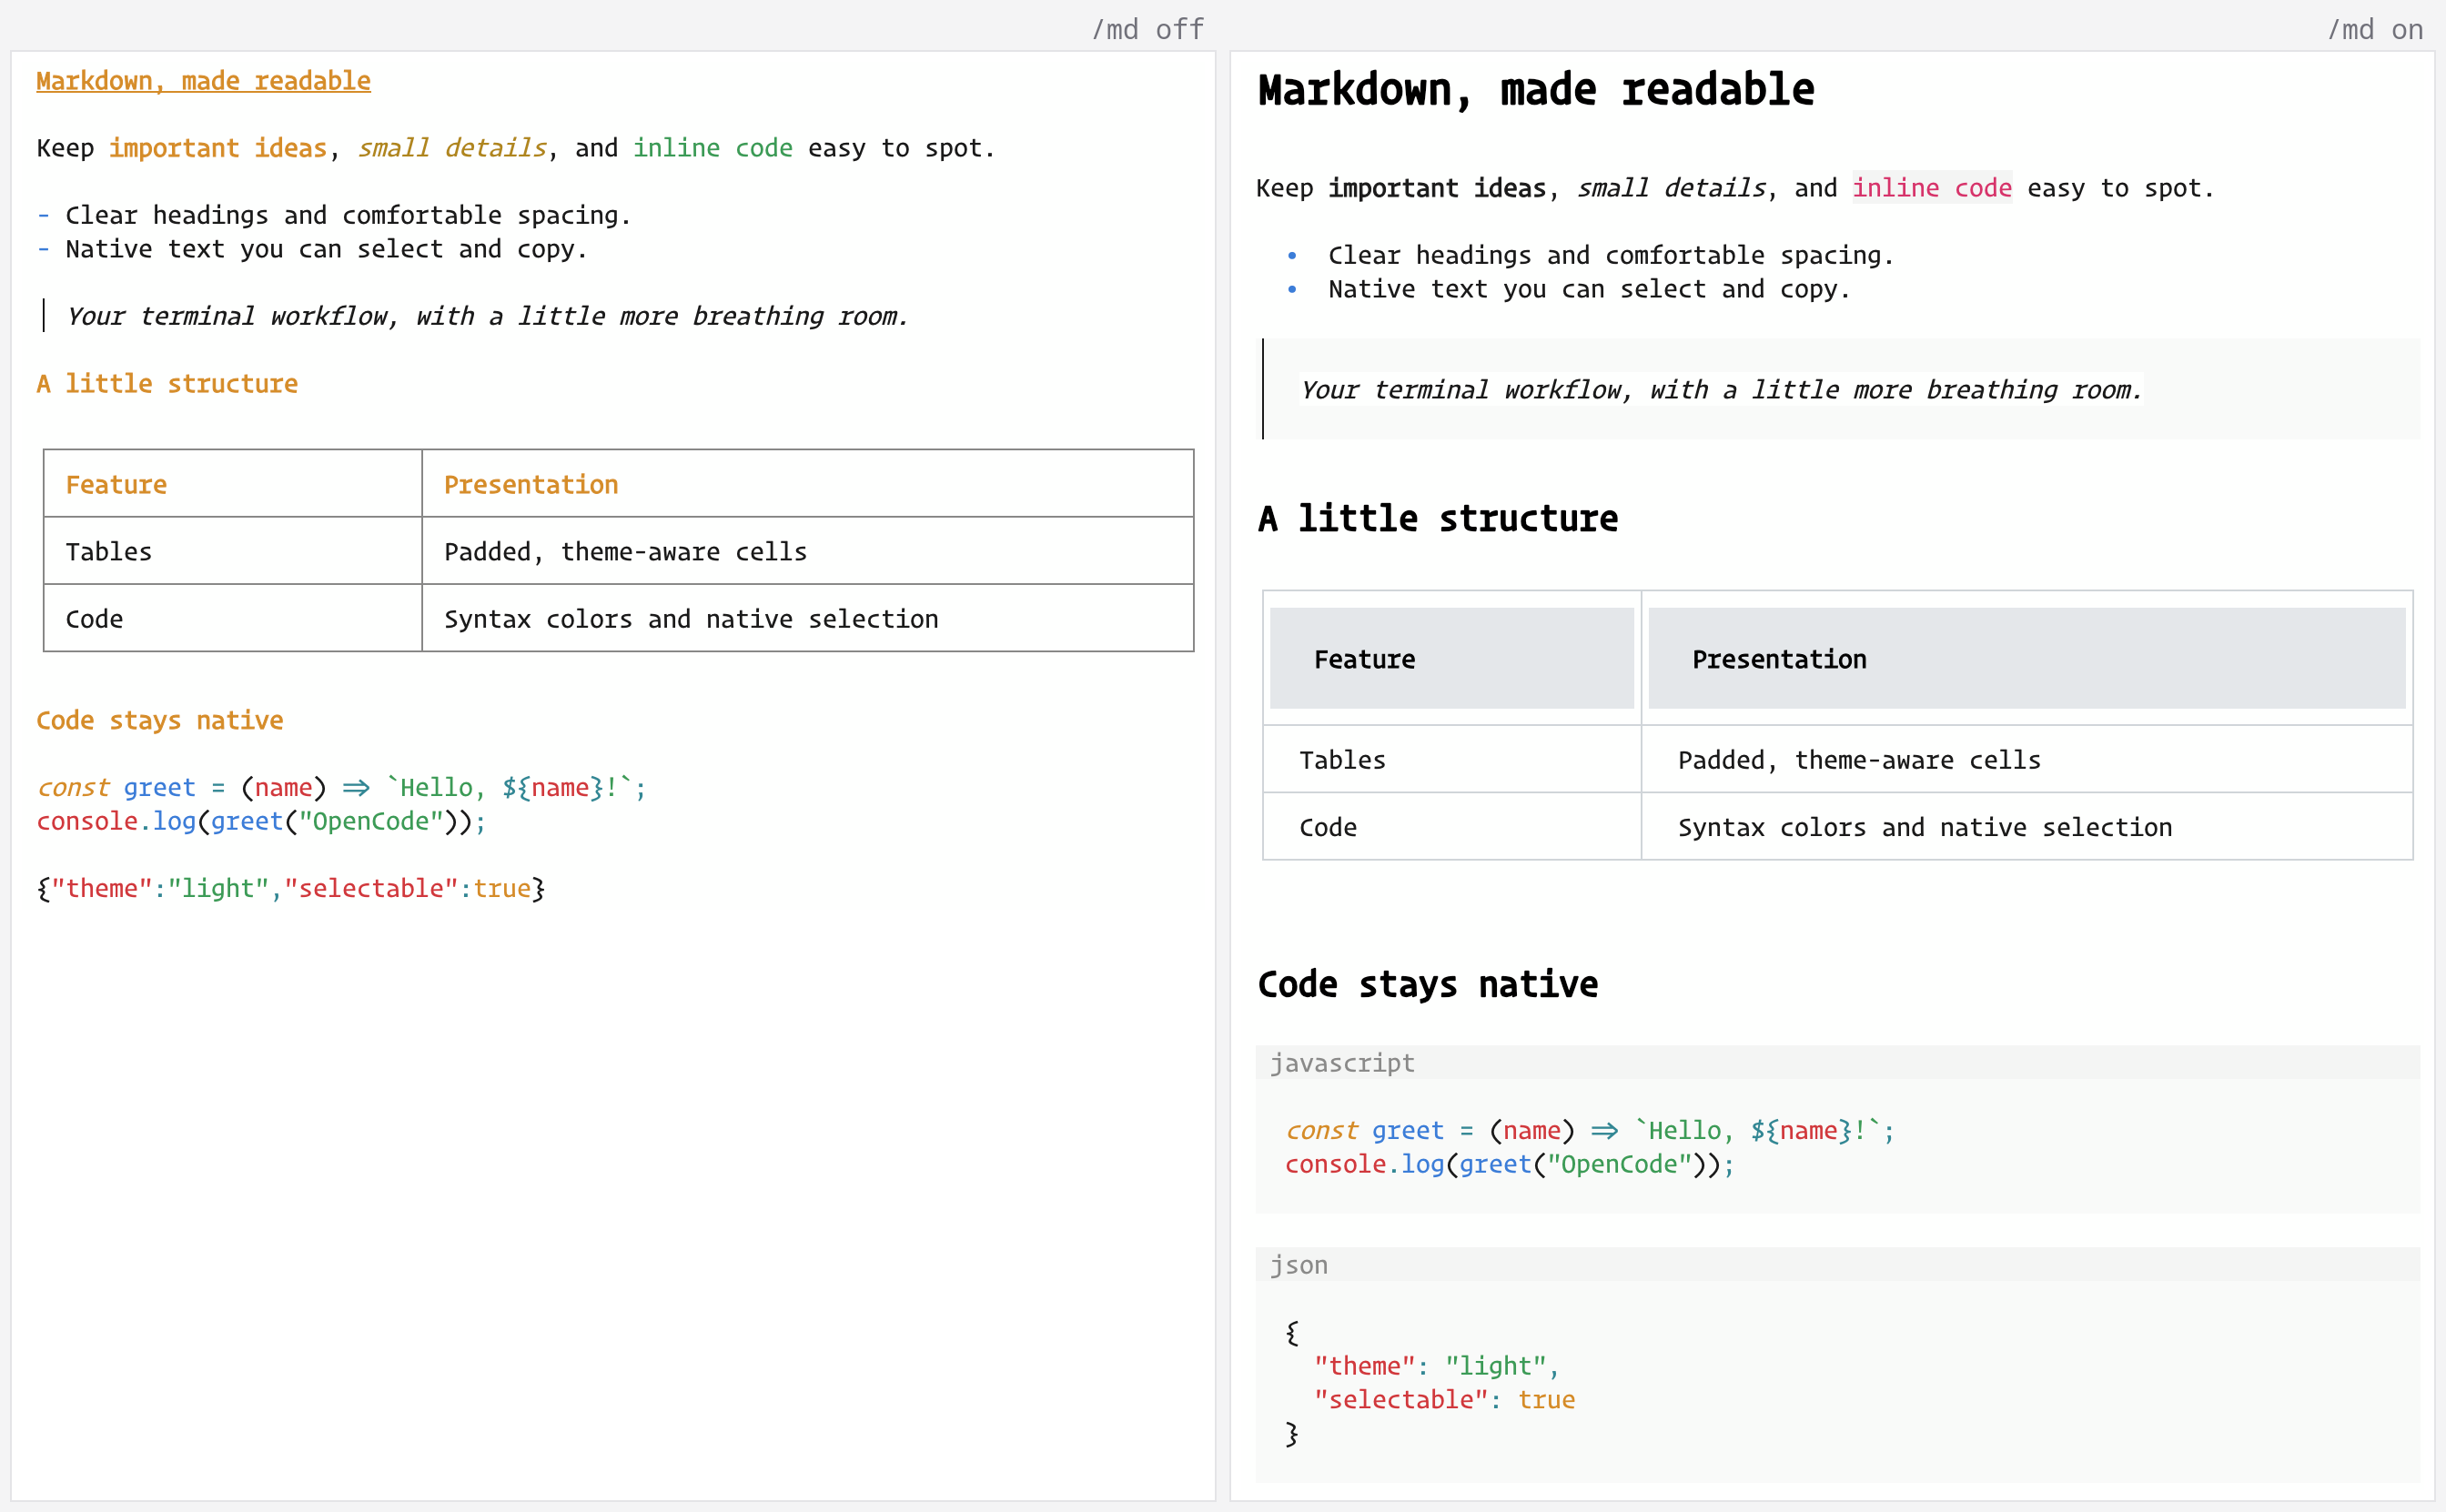 /md off
Markdown, made readable
Keep important ideas, small details, and inline code easy to spot.
- Clear headings and comfortable spacing.
- Native text you can select and copy.
Your terminal workflow, with a little more breathing room.
A little structure
Feature Presentation
Tables Padded, theme-aware cells
Code Syntax colors and native selection
Code stays native
const greet = (name) => `Hello, ${name}!`;
console.log(greet("OpenCode"));
{"theme":"light","selectable":true}
/md on
Markdown, made readable
Keep important ideas, small details, and inline code easy to spot.
• Clear headings and comfortable spacing.
• Native text you can select and copy.
Your terminal workflow, with a little more breathing room.
A little structure
Feature Presentation
Tables Padded, theme-aware cells
Code Syntax colors and native selection
Code stays native
javascript
const greet = (name) => `Hello, ${name}!`;
console.log(greet("OpenCode"));
json
{
"theme": "light",
"selectable": true
}